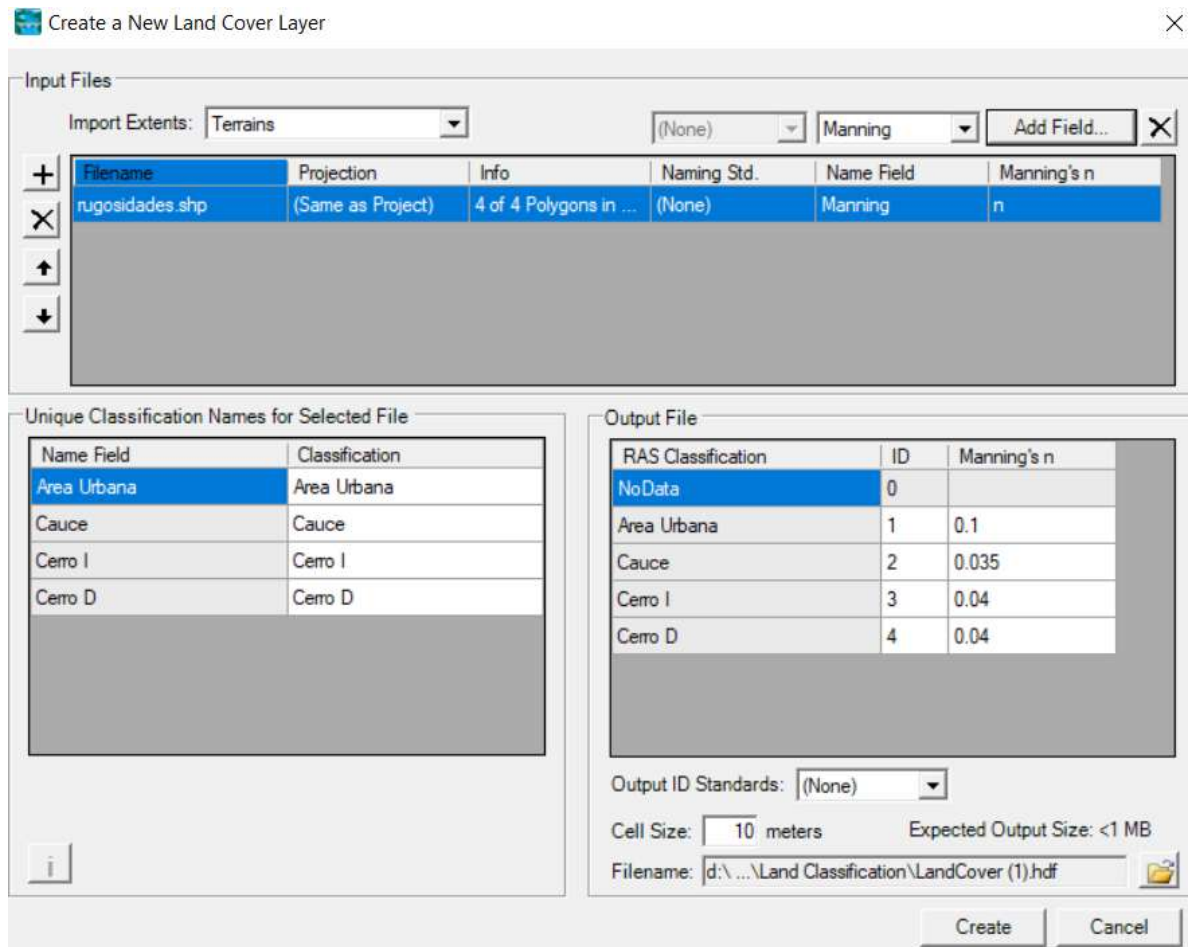 Create a New Land Cover Layer
Input Files
Import Extents: Terrains (None) Manning Add Field...
Filename Projection Info Naming Std. Name Field Manning's n
rugosidades.shp (Same as Project) 4 of 4 Polygons in ... (None) Manning n
Unique Classification Names for Selected File
Name Field Classification
Area Urbana Area Urbana
Cauce Cauce
Cerro I Cerro I
Cerro D Cerro D
Output File
RAS Classification ID Manning's n
NoData 0
Area Urbana 1 0.1
Cauce 2 0.035
Cerro I 3 0.04
Cerro D 4 0.04
Output ID Standards: (None)
Cell Size: 10 meters Expected Output Size: <1 MB
Filename: d:\ ...\Land Classification\LandCover (1).hdf
i
Create Cancel